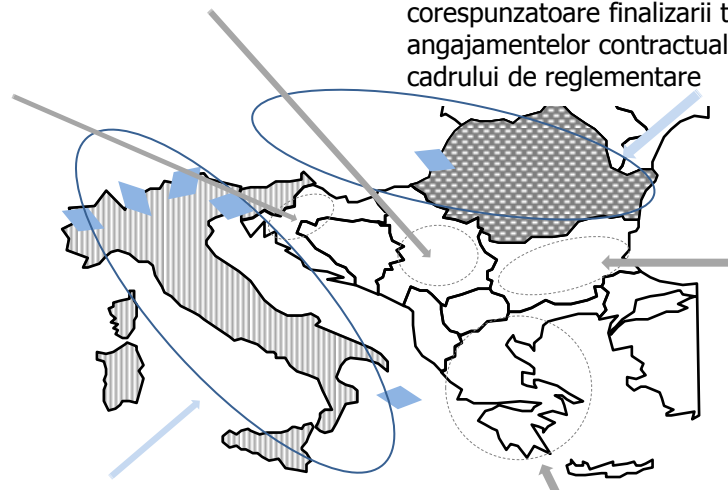 corespunzatoare finalizarii t
angajamentelor contractual
cadrului de reglementare